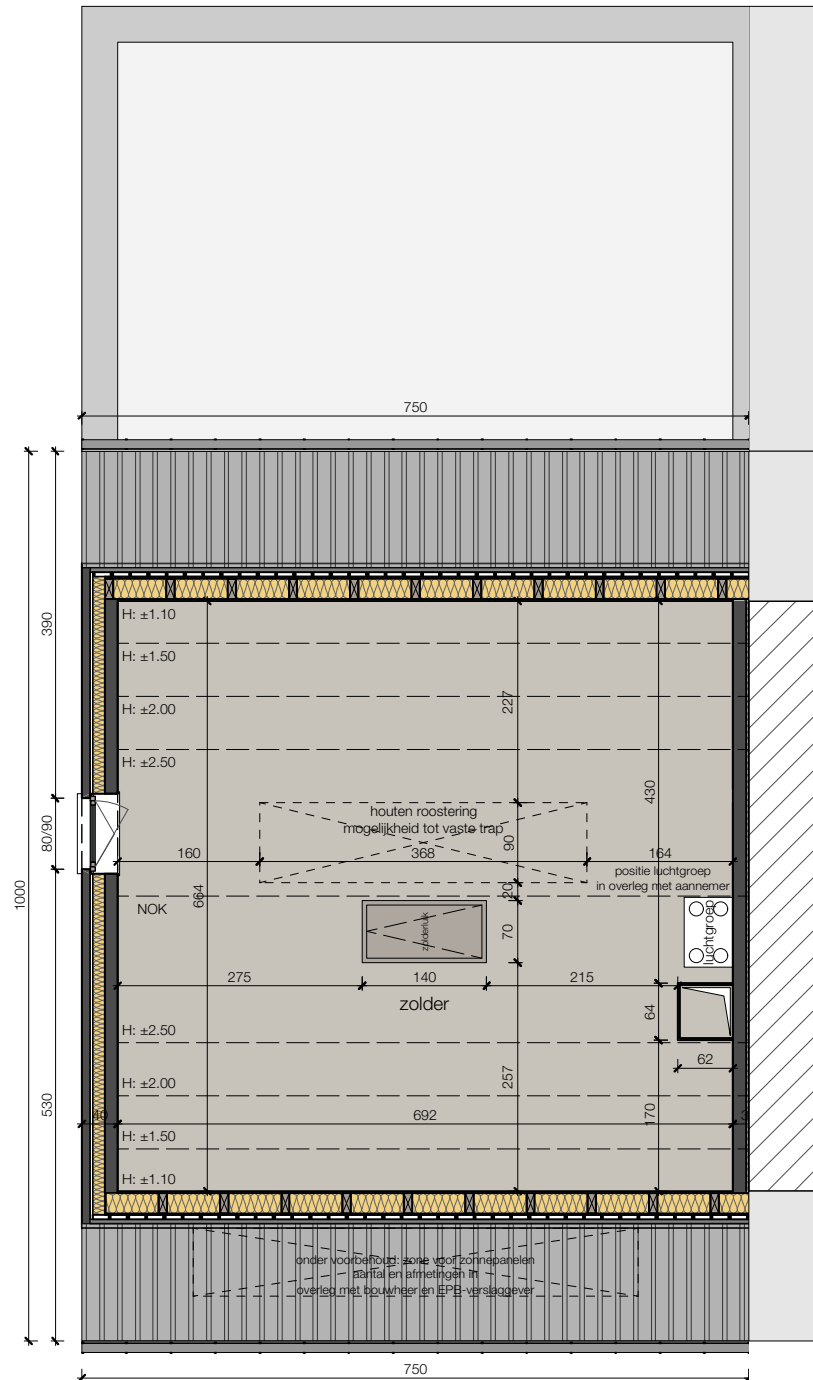 750
390
80/90
1000
530
H: ±1.10
H: ±1.50
H: ±2.00
H: ±2.50
227
430
houten roostering
mogelijkheid tot vaste trap
90
160
368
164
positie luchtgroep
in overleg met aannemer
664
20
NOK
70
zolderluik
luchtgroep
275
140
215
zolder
64
H: ±2.50
62
257
H: ±2.00
40
692
170
H: ±1.50
H: ±1.10
onder voorbehoud: zone voor zonnepanelen
aantal en afmetingen in
overleg met bouwheer en EPB-verslaggever
750